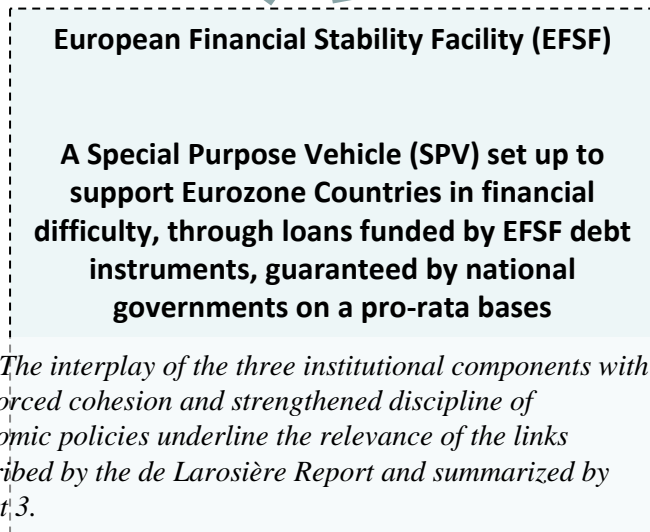 European Financial Stability Facility (EFSF)
A Special Purpose Vehicle (SPV) set up to
support Eurozone Countries in financial
difficulty, through loans funded by EFSF debt
instruments, guaranteed by national
governments on a pro-rata bases
The interplay of the three institutional components with
orced cohesion and strengthened discipline of
omic policies underline the relevance of the links
ribed by the de Larosière Report and summarized by
t 3.